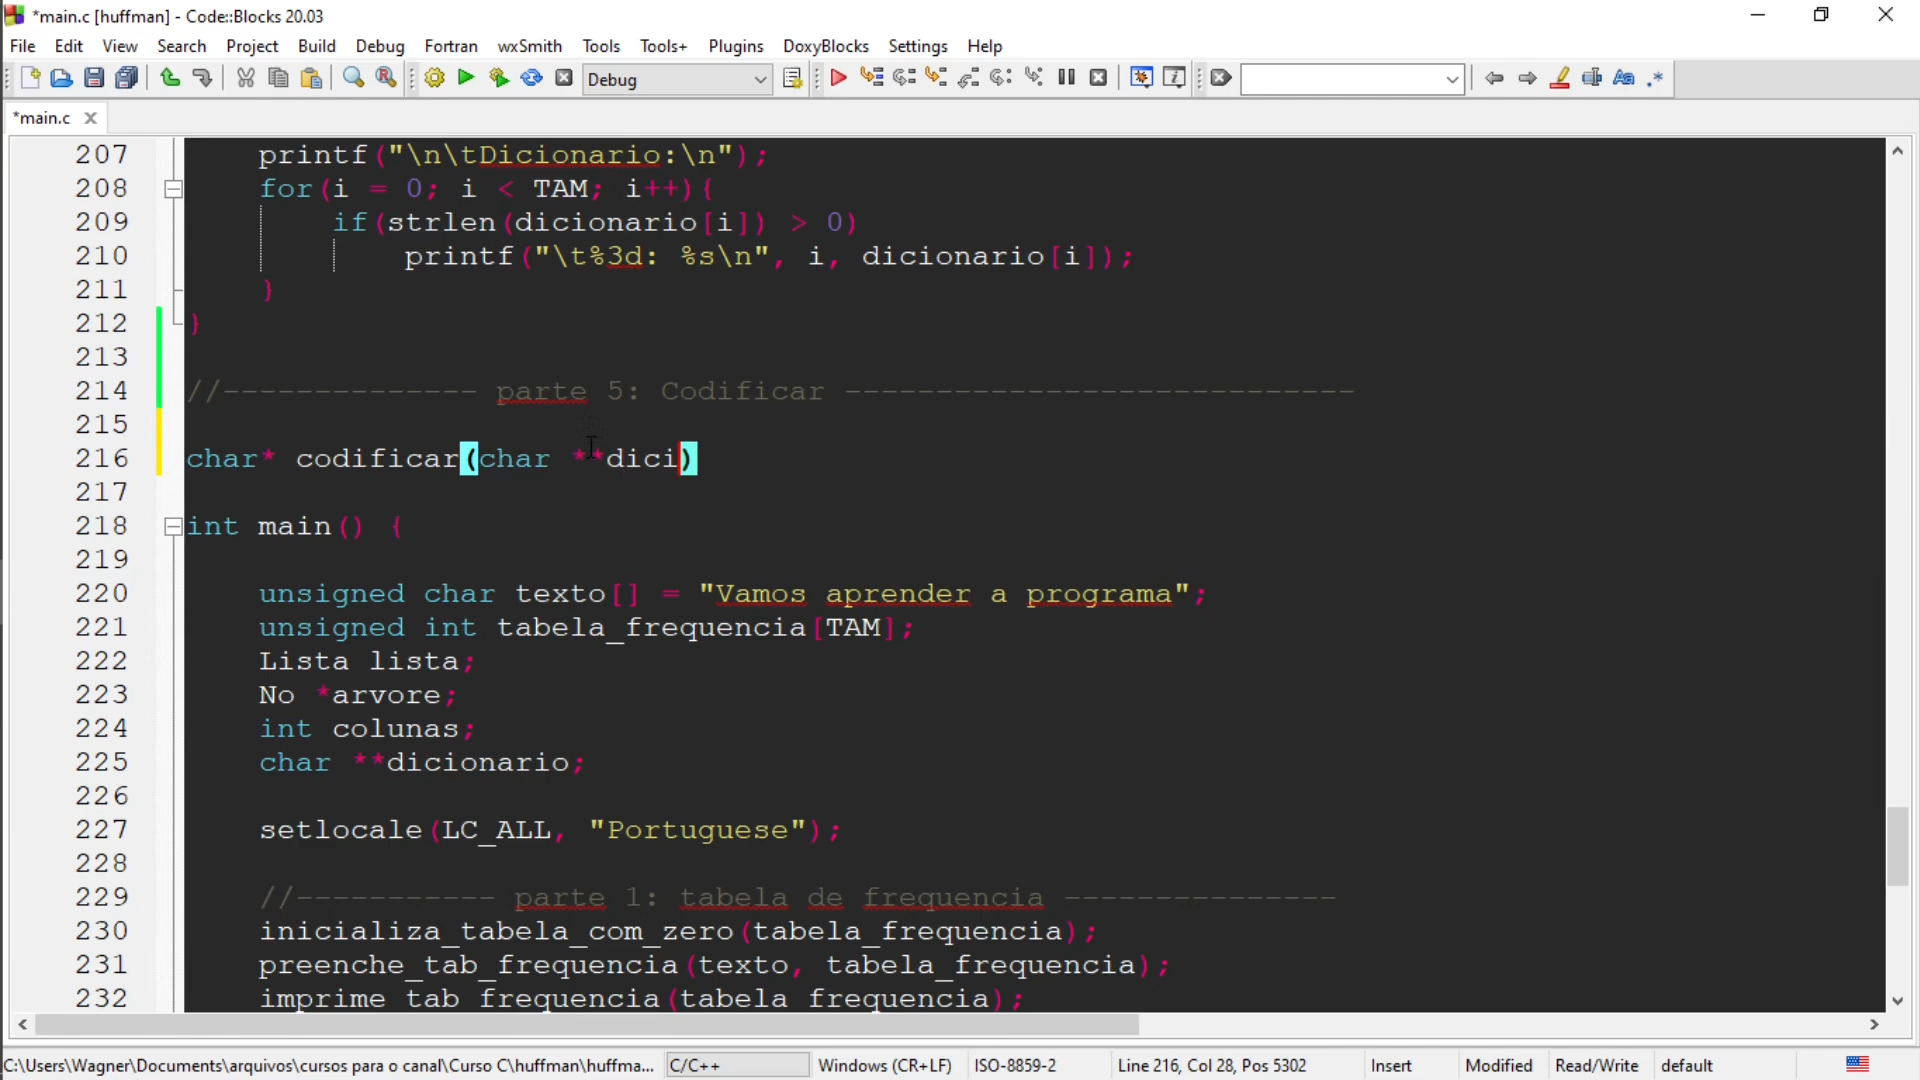 *main.c [huffman] - Code::Blocks 20.03
File Edit View Search Project Build Debug Fortran wxSmith Tools Tools+ Plugins DoxyBlocks Settings Help
Debug
*main.c
207 printf("\n\tDicionario:\n");
208 for(i = 0; i < TAM; i++){
209 if(strlen(dicionario[i]) > 0)
210 printf("\t%3d: %s\n", i, dicionario[i]);
211 }
212 }
213
214 //-------------- parte 5: Codificar ----------------------------
215
216 char* codificar(char **dici)
217
218 int main() {
219
220 unsigned char texto[] = "Vamos aprender a programa";
221 unsigned int tabela_frequencia[TAM];
222 Lista lista;
223 No *arvore;
224 int colunas;
225 char **dicionario;
226
227 setlocale(LC_ALL, "Portuguese");
228
229 //----------- parte 1: tabela de frequencia ---------------
230 inicializa_tabela_com_zero(tabela_frequencia);
231 preenche_tab_frequencia(texto, tabela_frequencia);
232 imprime_tab_frequencia(tabela_frequencia);
C:\Users\Wagner\Documents\arquivos\cursos para o canal\Curso C\huffman\huffma... C/C++ Windows (CR+LF) ISO-8859-2 Line 216, Col 28, Pos 5302 Insert Modified Read/Write default